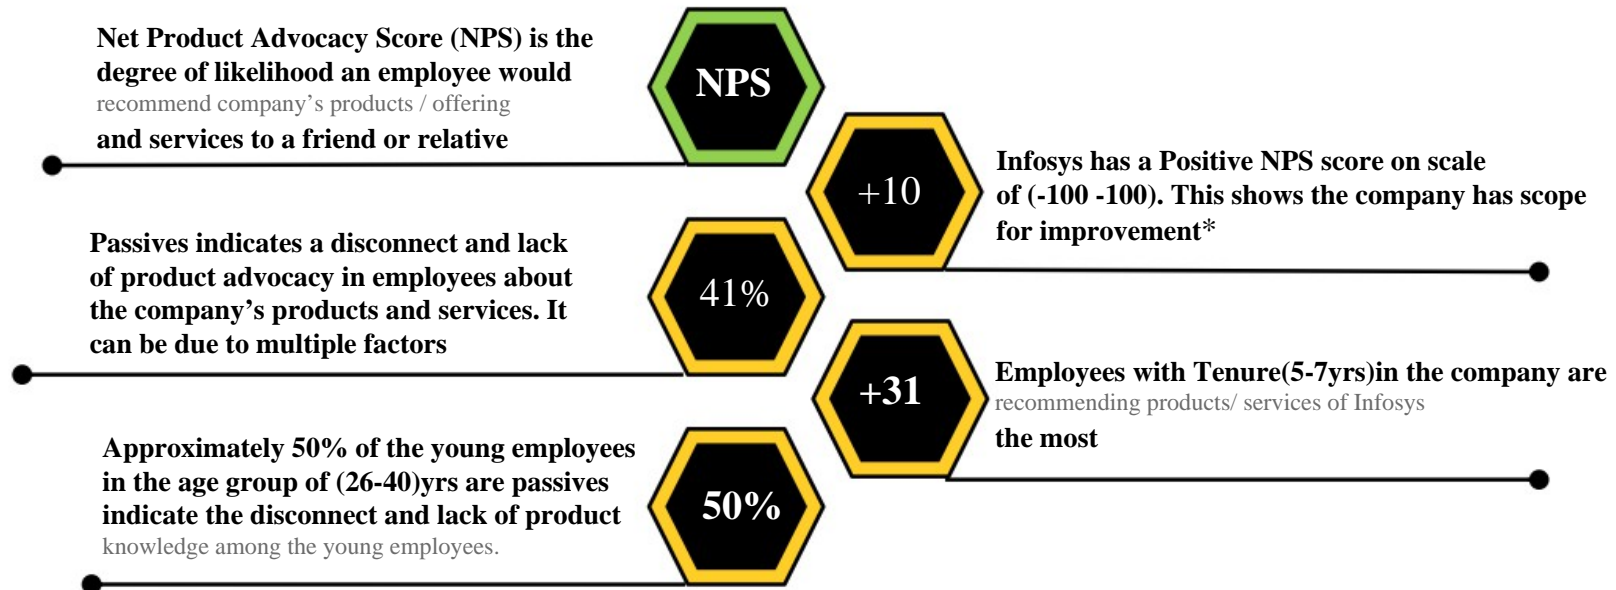 Net Product Advocacy Score (NPS) is the
degree of likelihood an employee would
recommend company's products / offering
and services to a friend or relative
NPS
+10
Infosys has a Positive NPS score on scale
of (-100 -100). This shows the company has scope
for improvement*
Passives indicates a disconnect and lack
of product advocacy in employees about
the company's products and services. It
can be due to multiple factors
41%
+31
Employees with Tenure(5-7yrs)in the company are
recommending products/ services of Infosys
the most
Approximately 50% of the young employees
in the age group of (26-40)yrs are passives
indicate the disconnect and lack of product
knowledge among the young employees.
50%